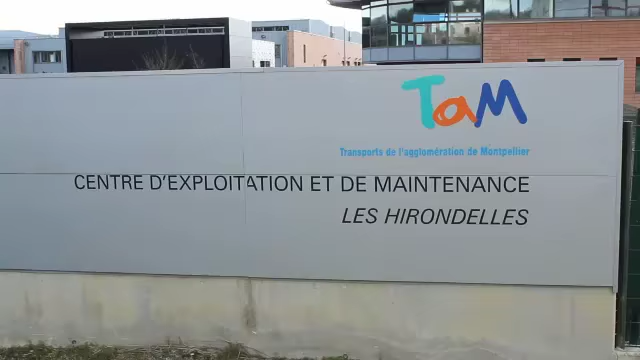 TaM
Transports de l'agglomération de Montpellier
CENTRE D'EXPLOITATION ET DE MAINTENANCE
LES HIRONDELLES